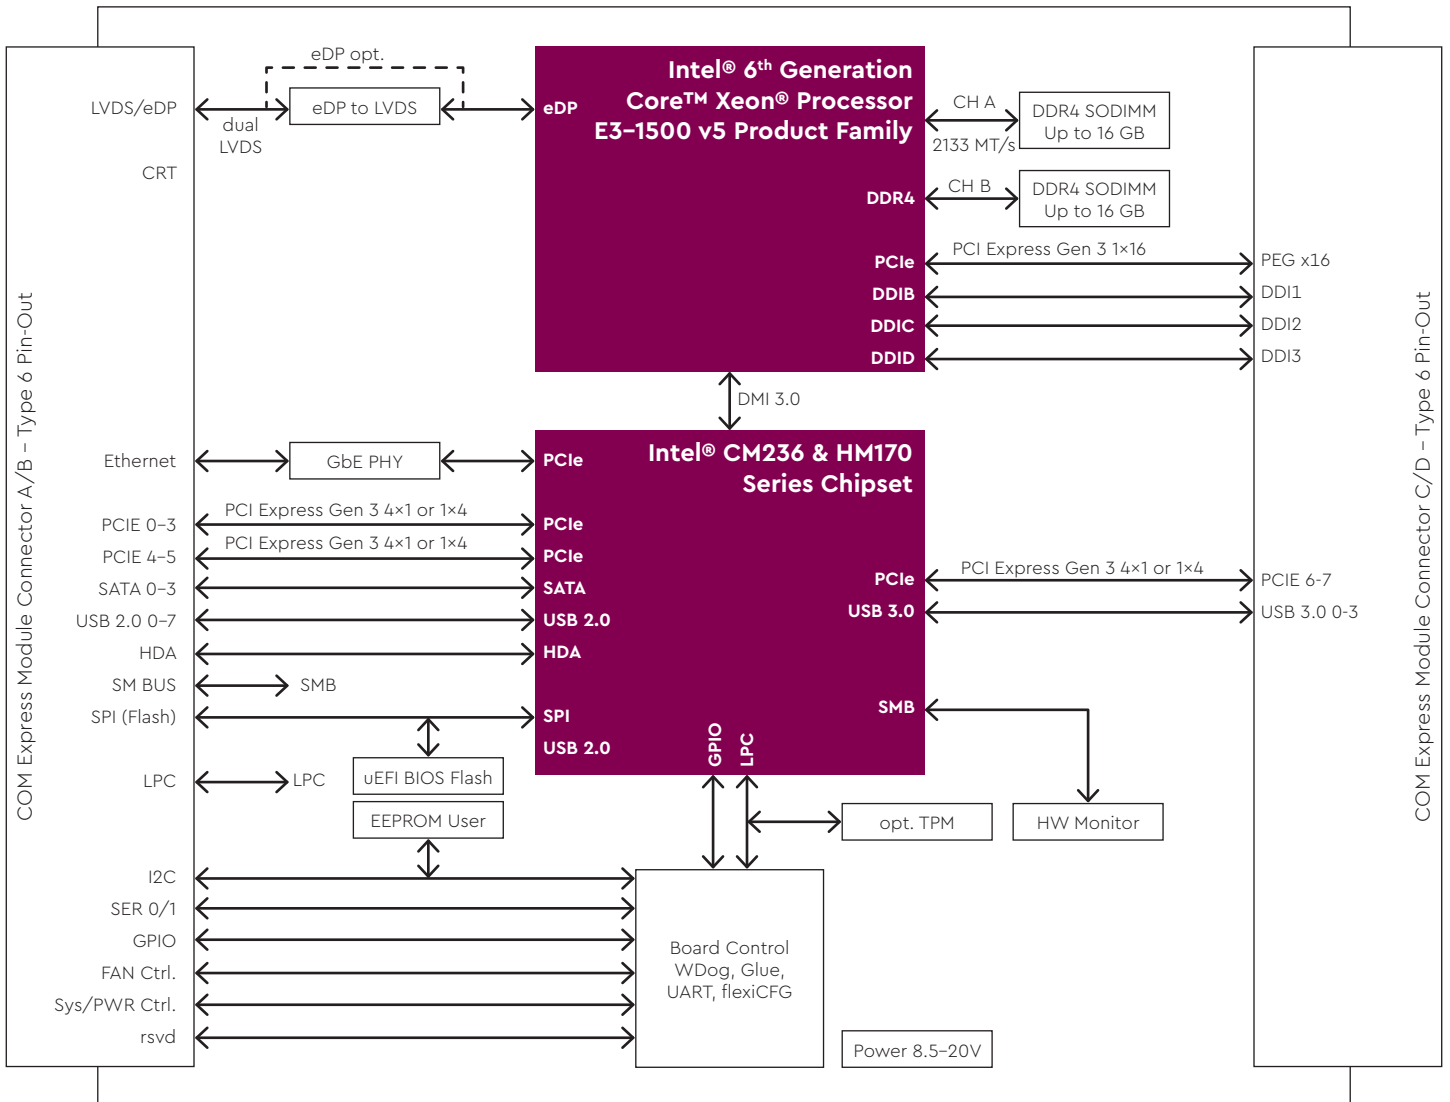 COM Express Module Connector A/B – Type 6 Pin-Out
LVDS/eDP
CRT
Ethernet
PCIE 0–3
PCIE 4–5
SATA 0–3
USB 2.0 0–7
HDA
SM BUS
SPI (Flash)
LPC
I2C
SER 0/1
GPIO
FAN Ctrl.
Sys/PWR Ctrl.
rsvd
eDP opt.
eDP to LVDS
dual
LVDS
Intel® 6th Generation
Core™ Xeon® Processor
E3–1500 v5 Product Family
eDP
DDR4
PCIe
DDIB
DDIC
DDID
CH A
2133 MT/s
DDR4 SODIMM
Up to 16 GB
CH B
DDR4 SODIMM
Up to 16 GB
PCI Express Gen 3 1×16
DMI 3.0
GbE PHY
PCI Express Gen 3 4×1 or 1×4
PCI Express Gen 3 4×1 or 1×4
Intel® CM236 & HM170
Series Chipset
PCIe
PCIe
PCIe
SATA
USB 2.0
HDA
SPI
USB 2.0
GPIO
LPC
PCIe
USB 3.0
SMB
PCI Express Gen 3 4×1 or 1×4
SMB
LPC
uEFI BIOS Flash
EEPROM User
opt. TPM
HW Monitor
Board Control
WDog, Glue,
UART, flexiCFG
Power 8.5–20V
PEG x16
DDI1
DDI2
DDI3
PCIE 6-7
USB 3.0 0-3
COM Express Module Connector C/D – Type 6 Pin-Out